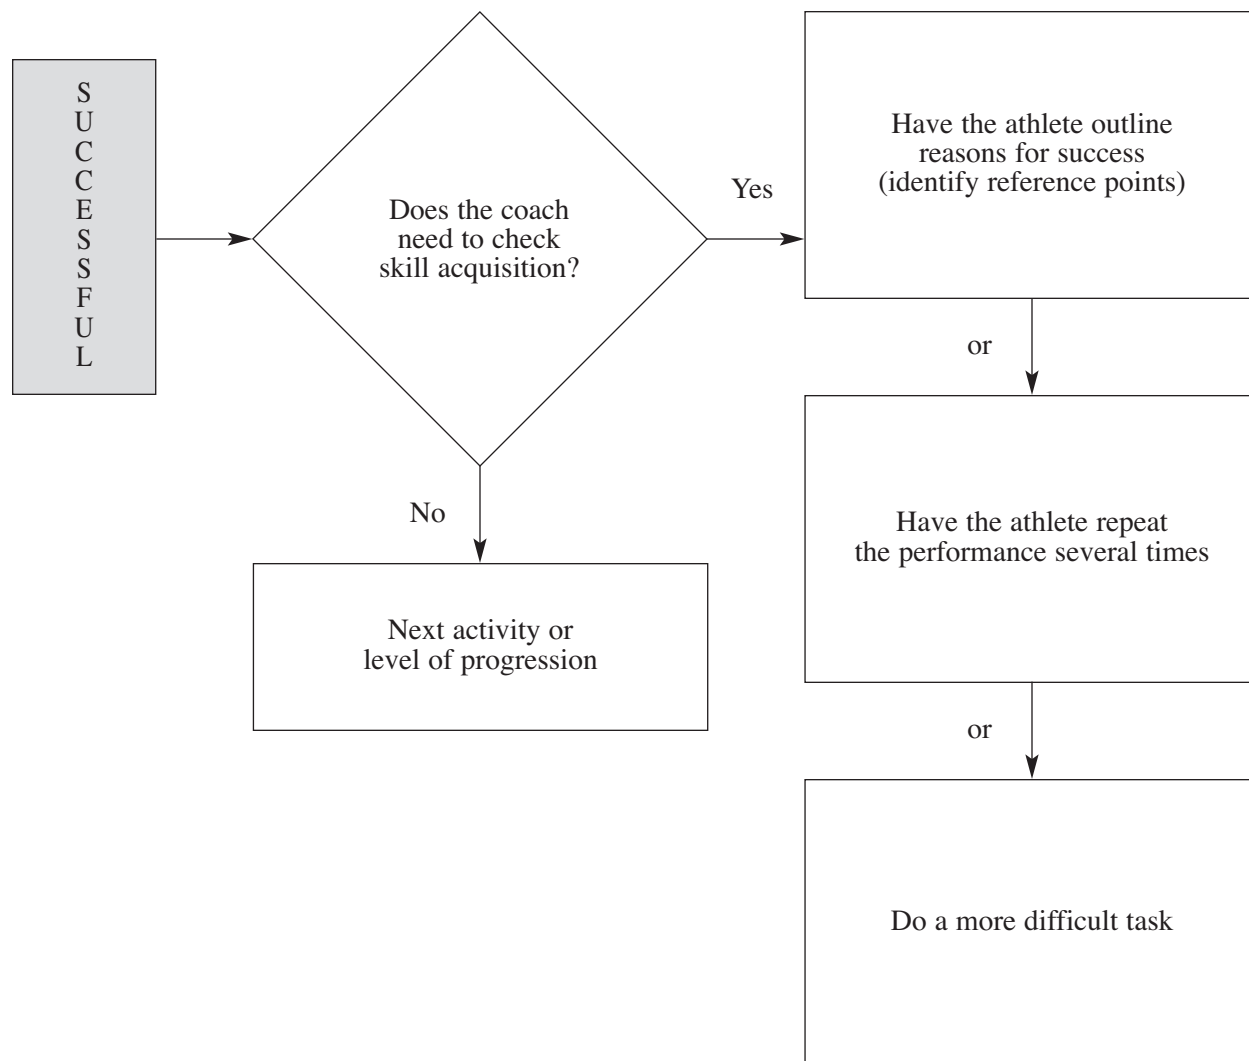 SUCCESSFUL
Does the coach
need to check
skill acquisition?
Yes
Have the athlete outline
reasons for success
(identify reference points)
or
No
Have the athlete repeat
the performance several times
Next activity or
level of progression
or
Do a more difficult task